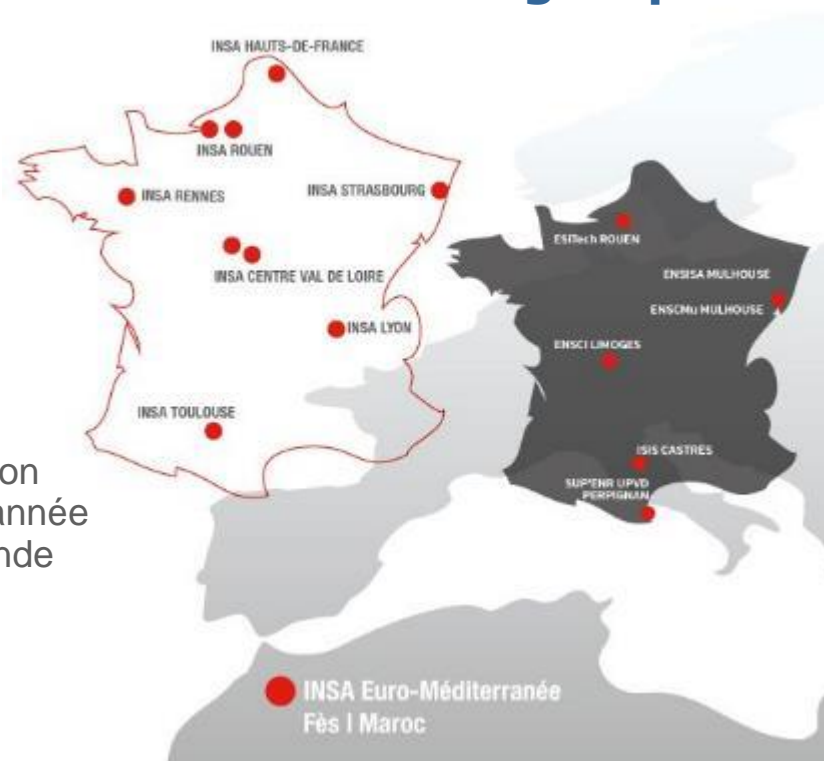 INSA HAUTS-DE-FRANCE
INSA ROUEN
INSA RENNES
INSA STRASBOURG
INSA CENTRE VAL DE LOIRE
INSA LYON
INSA TOULOUSE
ESITech ROUEN
ENSISA MULHOUSE
ENSCMu MULHOUSE
ENSCI LIMOGES
ISIS CASTRES
SUP'ENR UPVD
PERPIGNAN
on
année
nde
INSA Euro-Méditerranée
Fès | Maroc